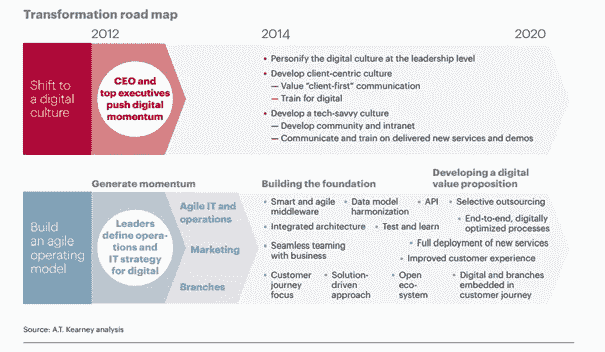 Transformation road map
2012 2014 2020
Shift to
a digital
culture
CEO and
top executives
push digital
momentum
• Personify the digital culture at the leadership level
• Develop client-centric culture
— Value "client-first" communication
— Train for digital
• Develop a tech-savvy culture
— Develop community and intranet
— Communicate and train on delivered new services and demos
Generate momentum
Building the foundation
Developing a digital
value proposition
Build
an agile
operating
model
Leaders
define opera-
tions and
IT strategy
for digital
Agile IT and
operations
Marketing
Branches
• Smart and agile
middleware
• Data model
harmonization
• API
• Selective outsourcing
• Integrated architecture
• Test and learn
• End-to-end, digitally
optimized processes
• Seamless teaming
with business
• Full deployment of new services
• Improved customer experience
• Customer
journey
focus
• Solution-
driven
approach
• Open
eco-
system
• Digital and branches
embedded in
customer journey
Source: A.T. Kearney analysis